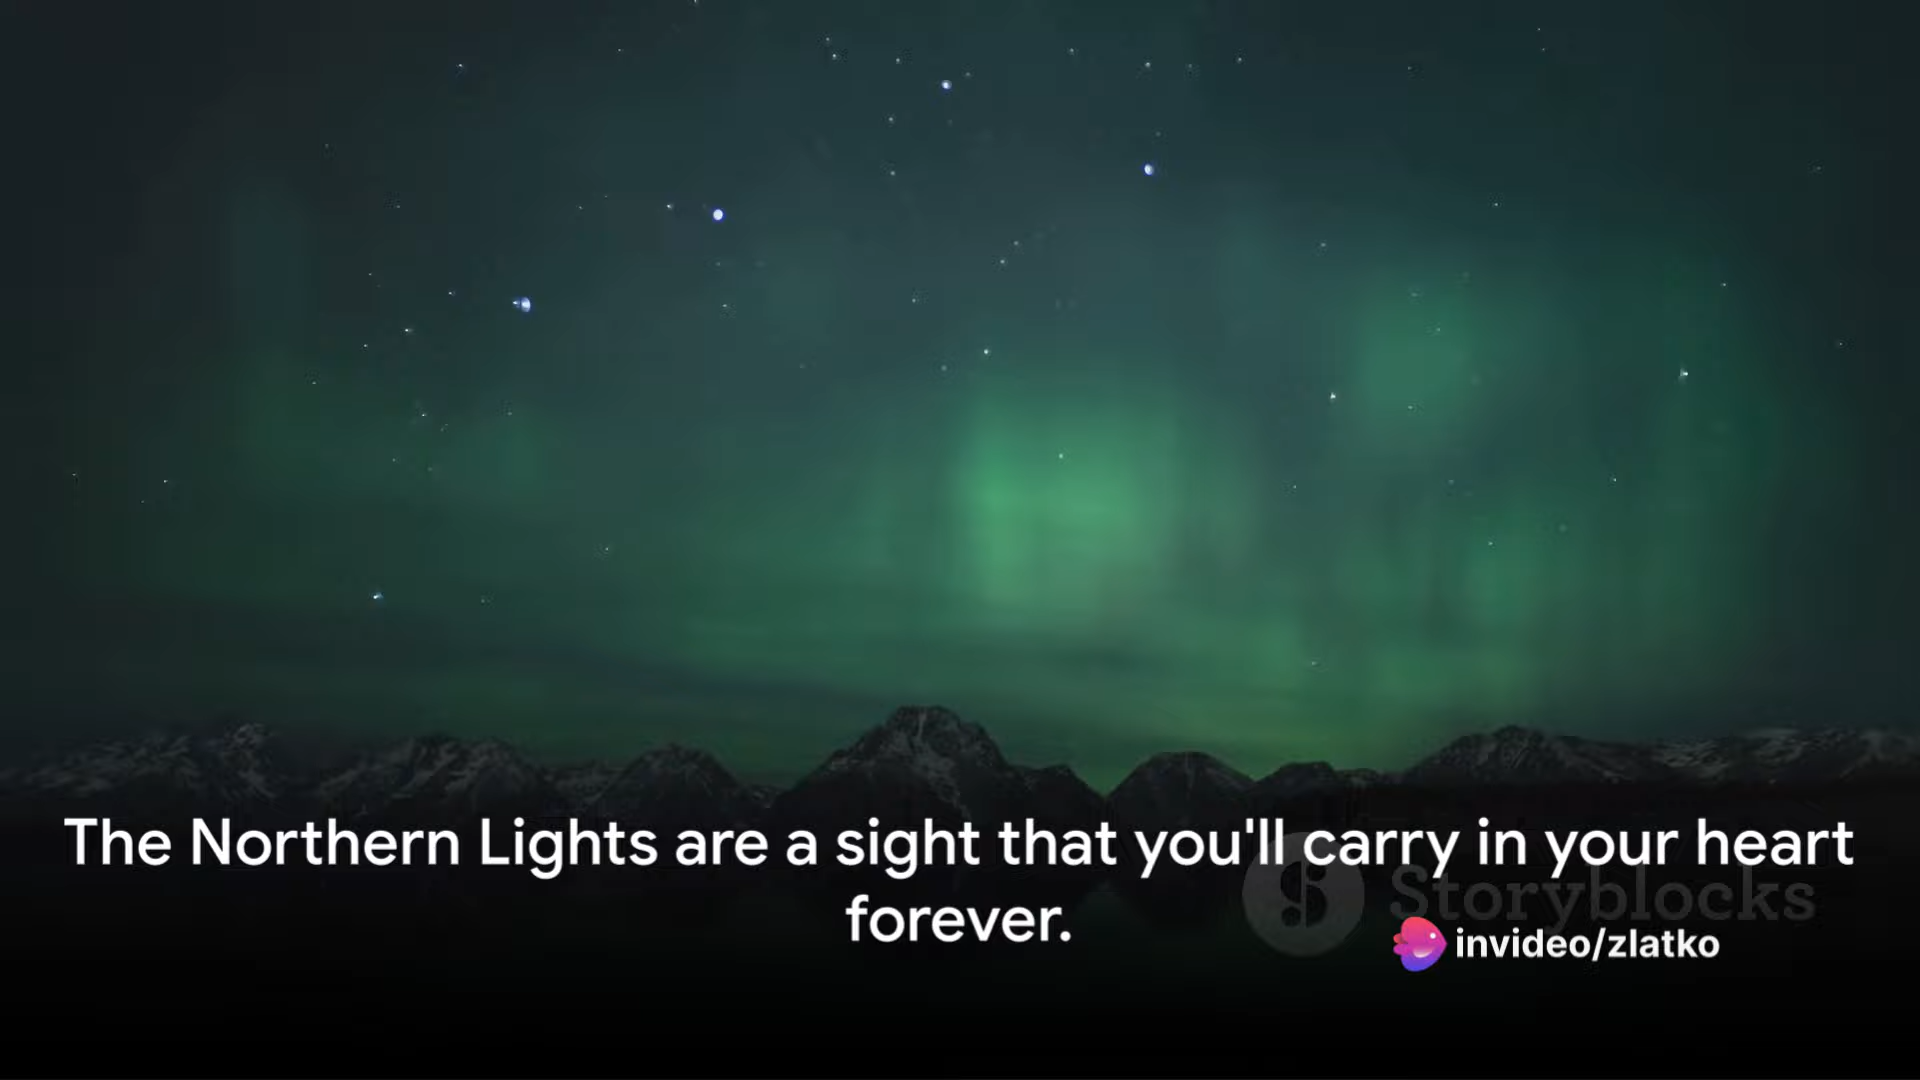 The Northern Lights are a sight that you'll carry in your heart
forever.
Storyblocks
invideo/zlatko